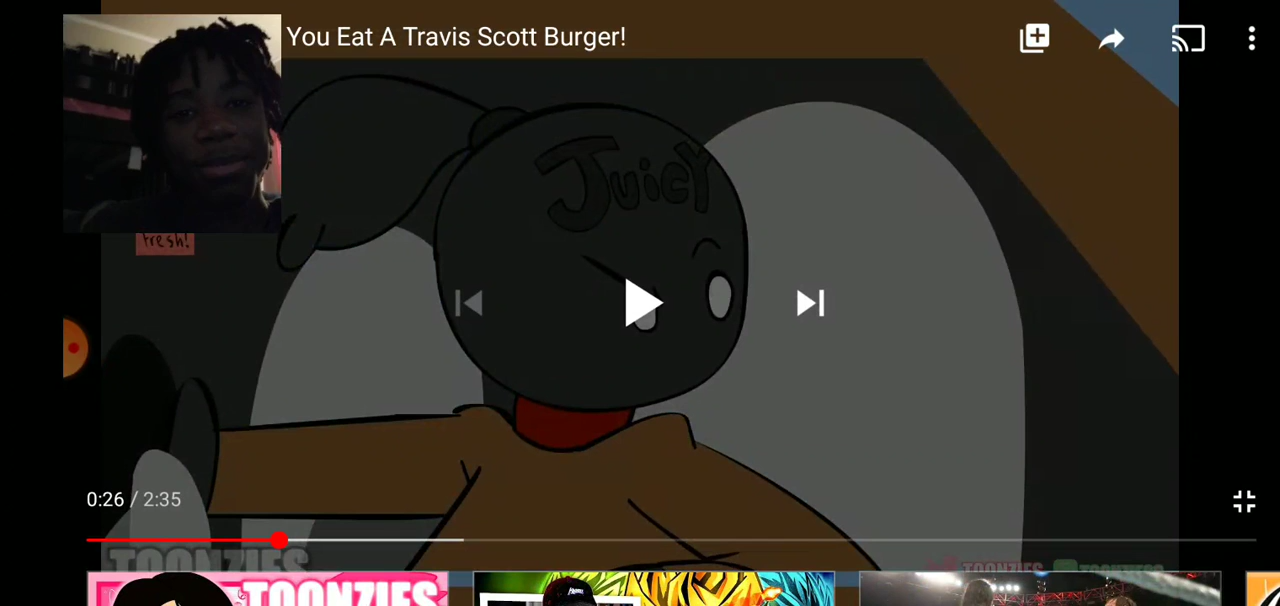 You Eat A Travis Scott Burger!
Juicy
fresh!
0:26 / 2:35
TOONZIES
TOONZIES